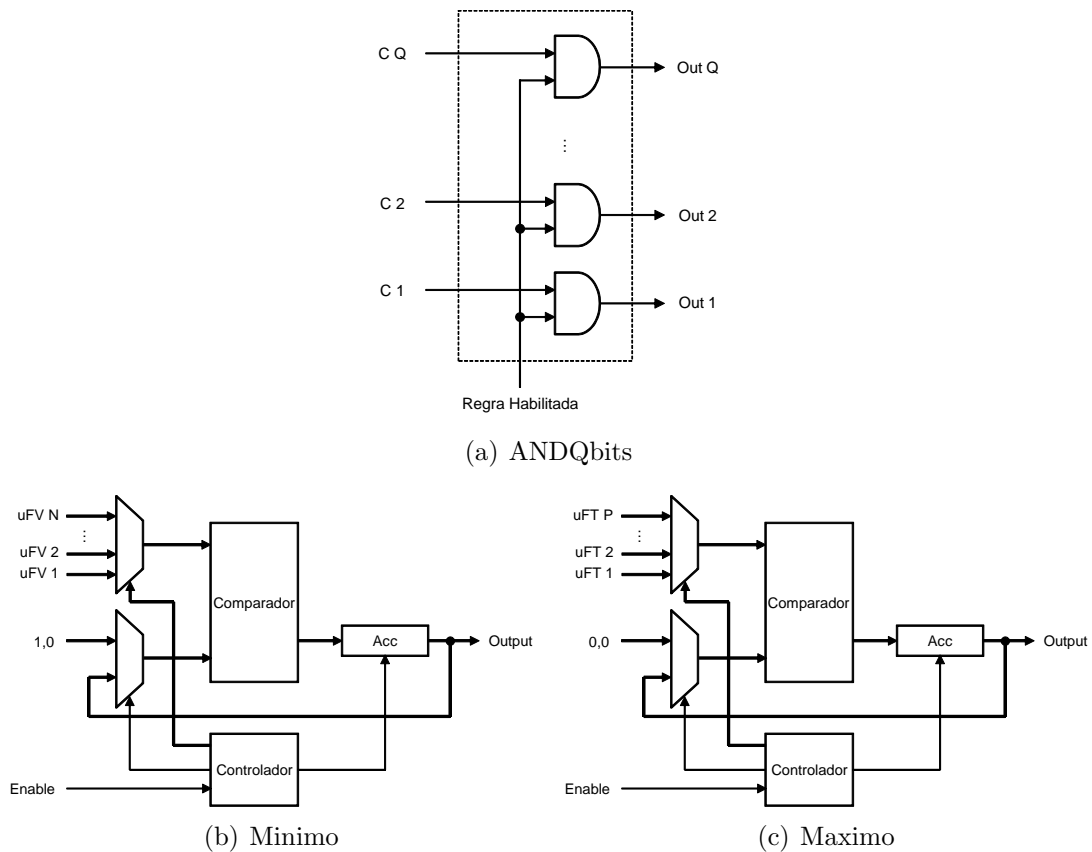 C Q
Out Q
⋮
C 2
Out 2
C 1
Out 1
Regra Habilitada
(a) ANDQbits
uFV N
⋮
uFV 2
uFV 1
Comparador
1,0
Acc
Output
Controlador
Enable
(b) Minimo
uFT P
⋮
uFT 2
uFT 1
Comparador
0,0
Acc
Output
Controlador
Enable
(c) Maximo